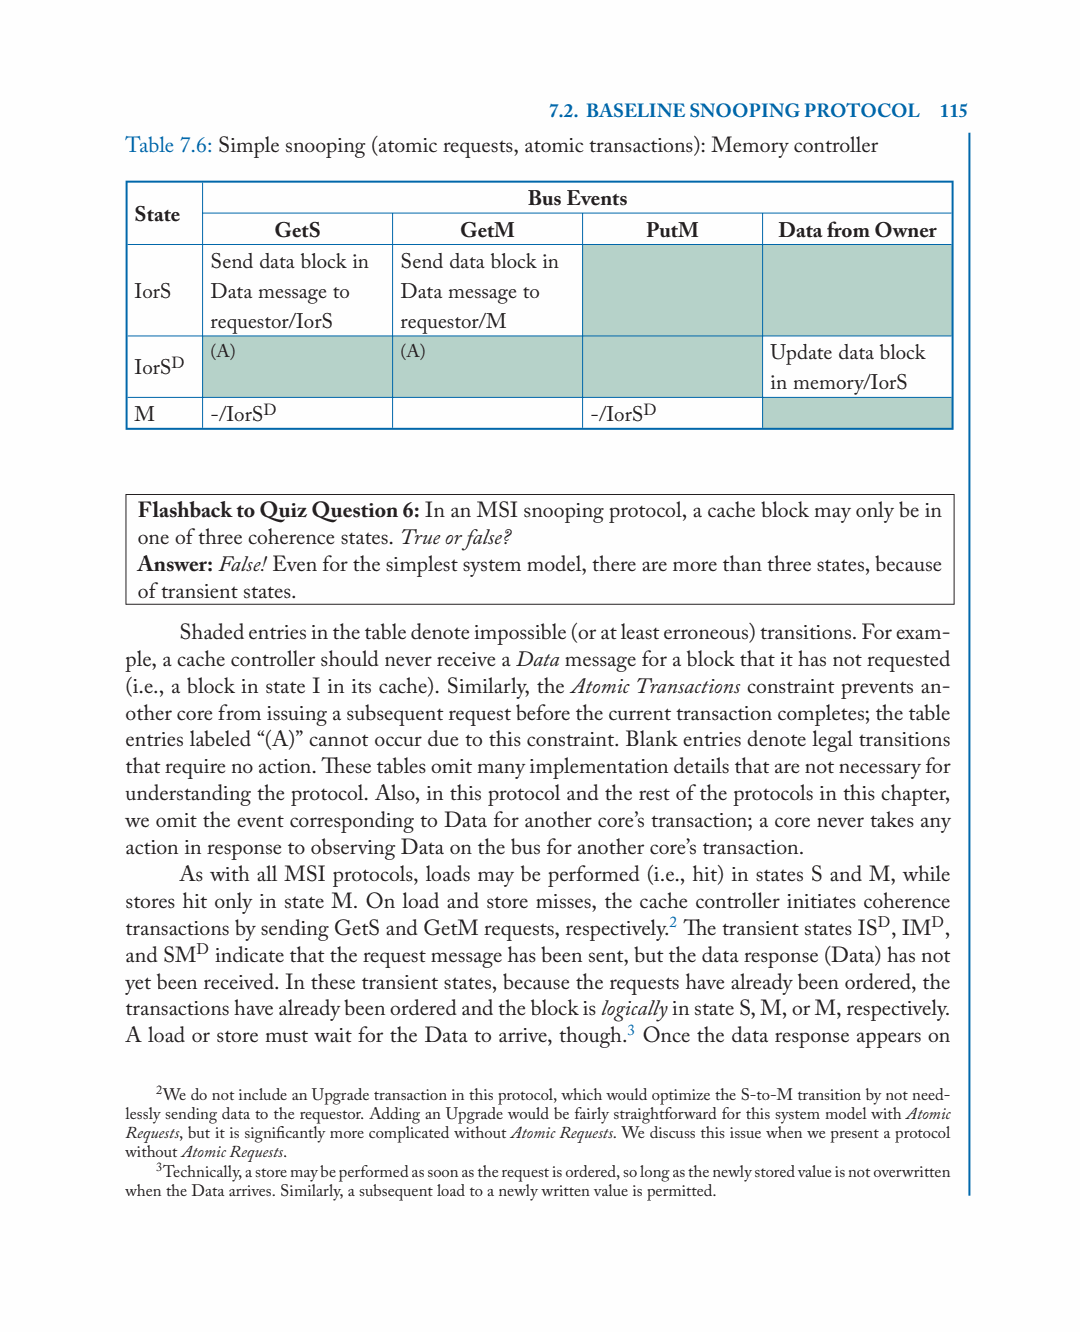 7.2. BASELINE SNOOPING PROTOCOL 115
Table 7.6: Simple snooping (atomic requests, atomic transactions): Memory controller
State
Bus Events
GetS GetM PutM Data from Owner
IorS
Send data block in
Data message to
requestor/IorS
Send data block in
Data message to
requestor/M
IorSᴰ
(A)
(A)
Update data block
in memory/IorS
M -/IorSᴰ -/IorSᴰ
Flashback to Quiz Question 6: In an MSI snooping protocol, a cache block may only be in
one of three coherence states. True or false?
Answer: False! Even for the simplest system model, there are more than three states, because
of transient states.
Shaded entries in the table denote impossible (or at least erroneous) transitions. For exam-
ple, a cache controller should never receive a Data message for a block that it has not requested
(i.e., a block in state I in its cache). Similarly, the Atomic Transactions constraint prevents an-
other core from issuing a subsequent request before the current transaction completes; the table
entries labeled “(A)” cannot occur due to this constraint. Blank entries denote legal transitions
that require no action. These tables omit many implementation details that are not necessary for
understanding the protocol. Also, in this protocol and the rest of the protocols in this chapter,
we omit the event corresponding to Data for another core’s transaction; a core never takes any
action in response to observing Data on the bus for another core’s transaction.
As with all MSI protocols, loads may be performed (i.e., hit) in states S and M, while
stores hit only in state M. On load and store misses, the cache controller initiates coherence
transactions by sending GetS and GetM requests, respectively.² The transient states ISᴰ, IMᴰ,
and SMᴰ indicate that the request message has been sent, but the data response (Data) has not
yet been received. In these transient states, because the requests have already been ordered, the
transactions have already been ordered and the block is logically in state S, M, or M, respectively.
A load or store must wait for the Data to arrive, though.³ Once the data response appears on
²We do not include an Upgrade transaction in this protocol, which would optimize the S-to-M transition by not need-
lessly sending data to the requestor. Adding an Upgrade would be fairly straightforward for this system model with Atomic
Requests, but it is significantly more complicated without Atomic Requests. We discuss this issue when we present a protocol
without Atomic Requests.
³Technically, a store may be performed as soon as the request is ordered, so long as the newly stored value is not overwritten
when the Data arrives. Similarly, a subsequent load to a newly written value is permitted.